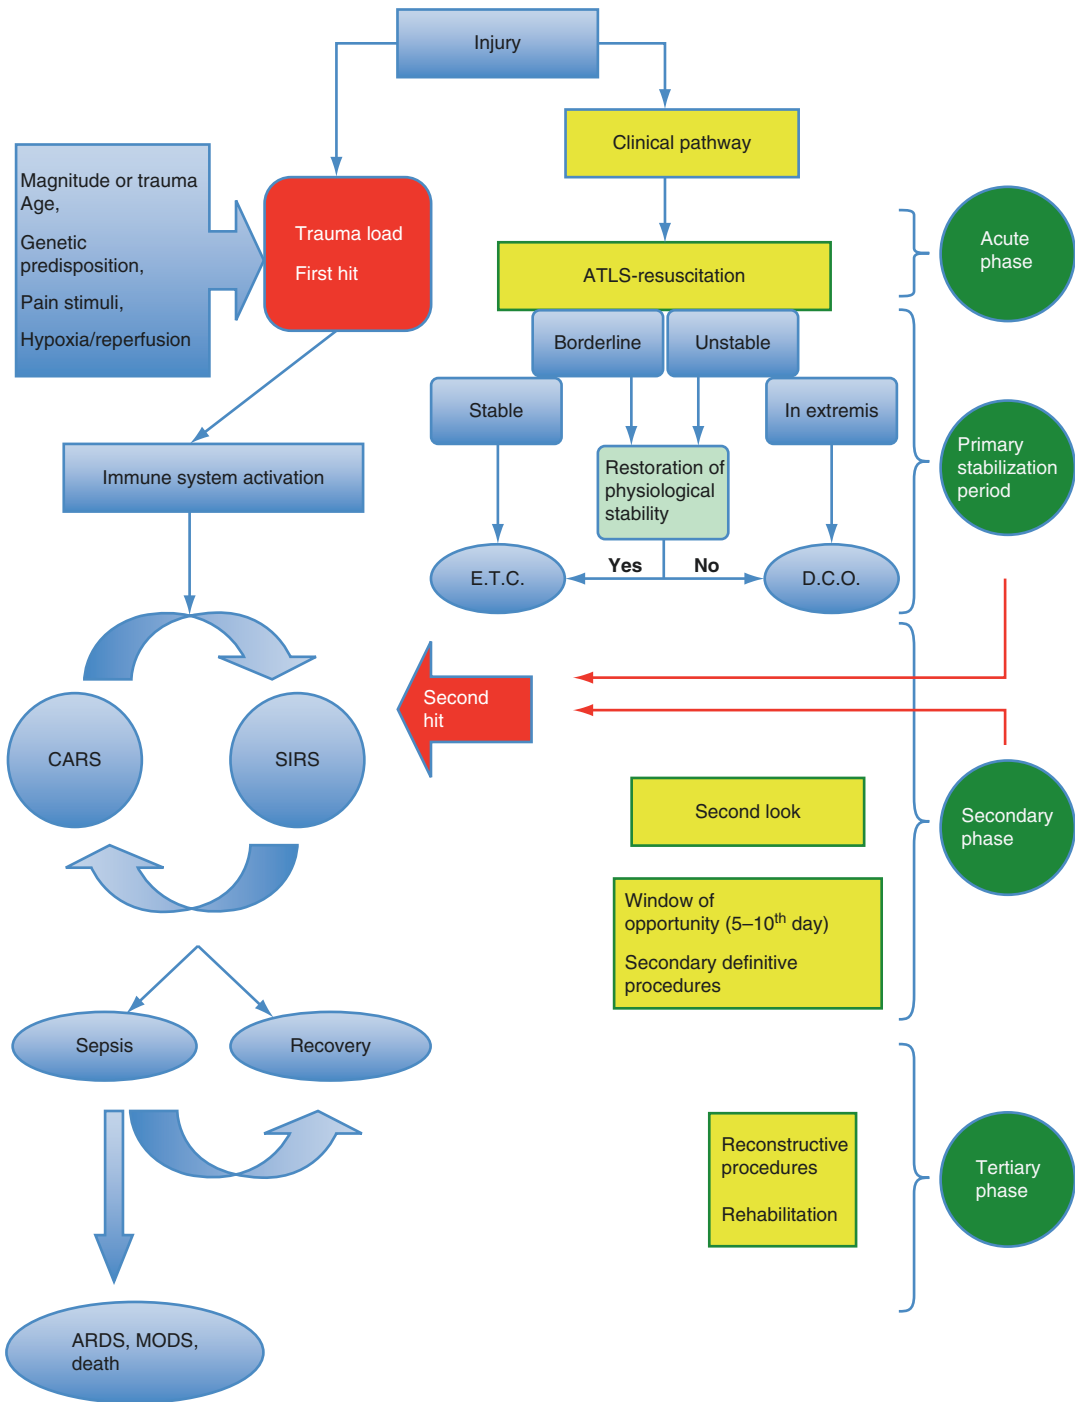 Injury
Clinical pathway
Magnitude or trauma
Age,
Genetic
predisposition,
Pain stimuli,
Hypoxia/reperfusion
Trauma load
First hit
ATLS-resuscitation
Acute
phase
Borderline
Unstable
Stable
In extremis
Restoration of
physiological
stability
Primary
stabilization
period
Immune system activation
Yes
No
E.T.C.
D.C.O.
Second
hit
CARS
SIRS
Second look
Secondary
phase
Window of
opportunity (5–10th day)
Secondary definitive
procedures
Sepsis
Recovery
Reconstructive
procedures
Rehabilitation
Tertiary
phase
ARDS, MODS,
death